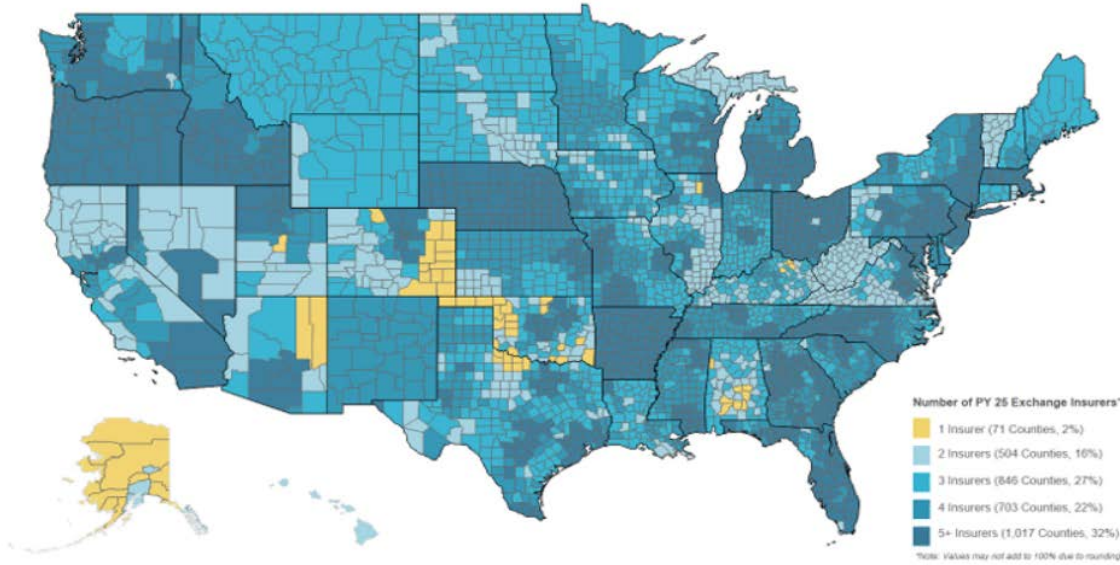 Number of PY 25 Exchange Insurers*
1 Insurer (71 Counties, 2%)
2 Insurers (504 Counties, 16%)
3 Insurers (846 Counties, 27%)
4 Insurers (703 Counties, 22%)
5+ Insurers (1,017 Counties, 32%)
*Note: Values may not add to 100% due to rounding